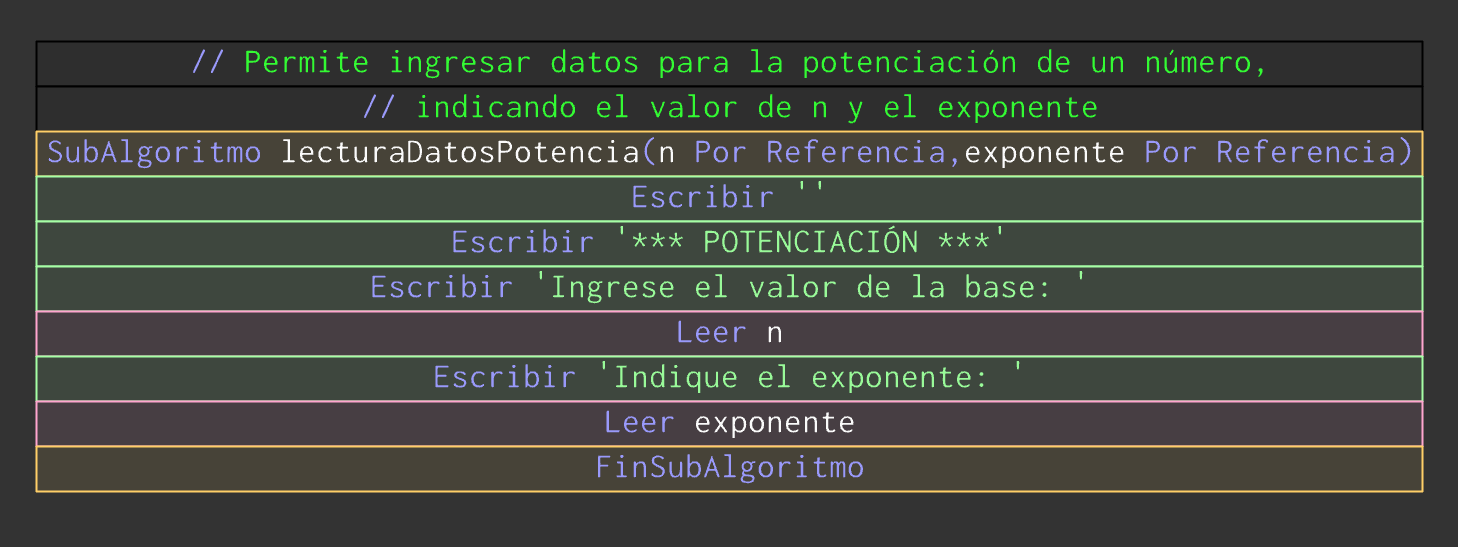 // Permite ingresar datos para la potenciación de un número,
// indicando el valor de n y el exponente
SubAlgoritmo lecturaDatosPotencia(n Por Referencia,exponente Por Referencia)
Escribir ''
Escribir '*** POTENCIACIÓN ***'
Escribir 'Ingrese el valor de la base: '
Leer n
Escribir 'Indique el exponente: '
Leer exponente
FinSubAlgoritmo